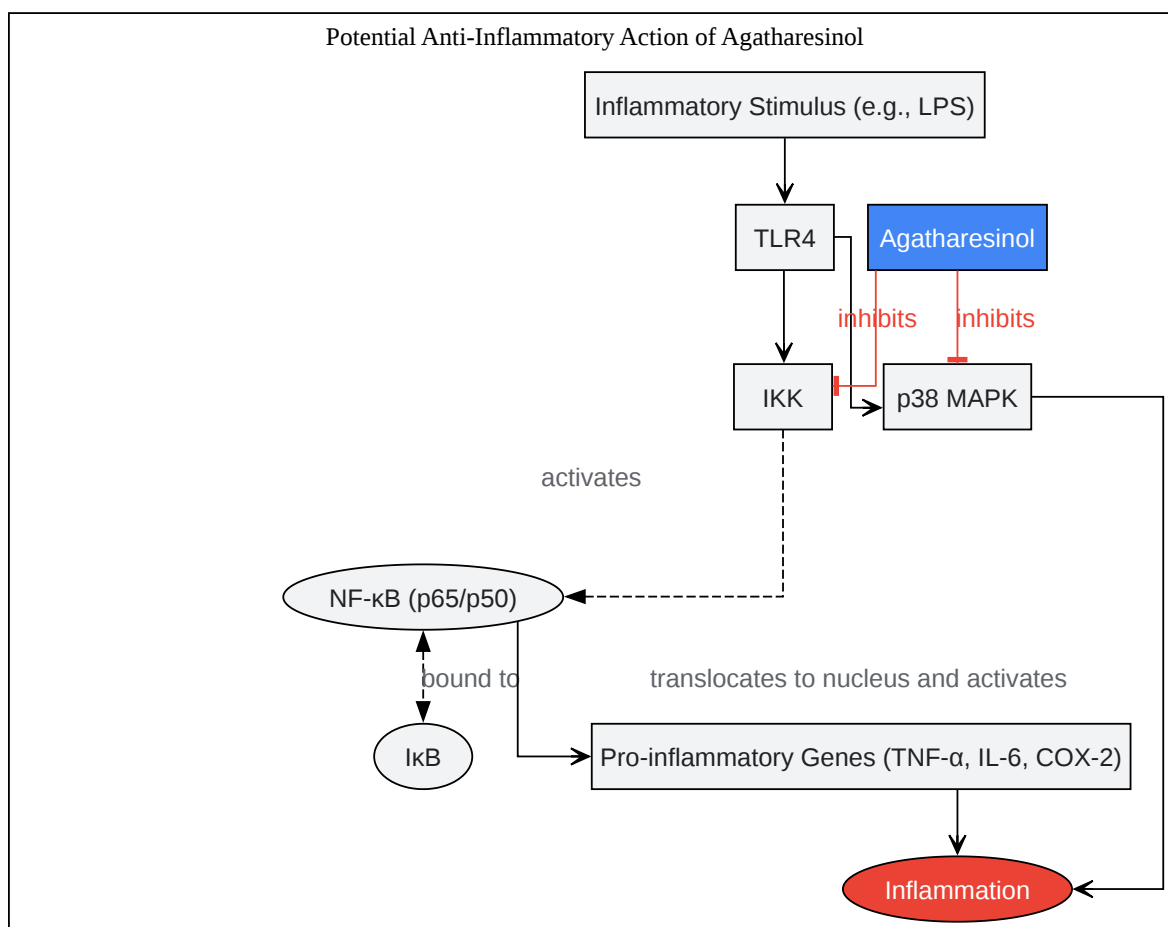 Potential Anti-Inflammatory Action of Agatharesinol
Inflammatory Stimulus (e.g., LPS)
TLR4
Agatharesinol
inhibits
inhibits
IKK
p38 MAPK
activates
NF-κB (p65/p50)
bound to
translocates to nucleus and activates
IκB
Pro-inflammatory Genes (TNF-α, IL-6, COX-2)
Inflammation